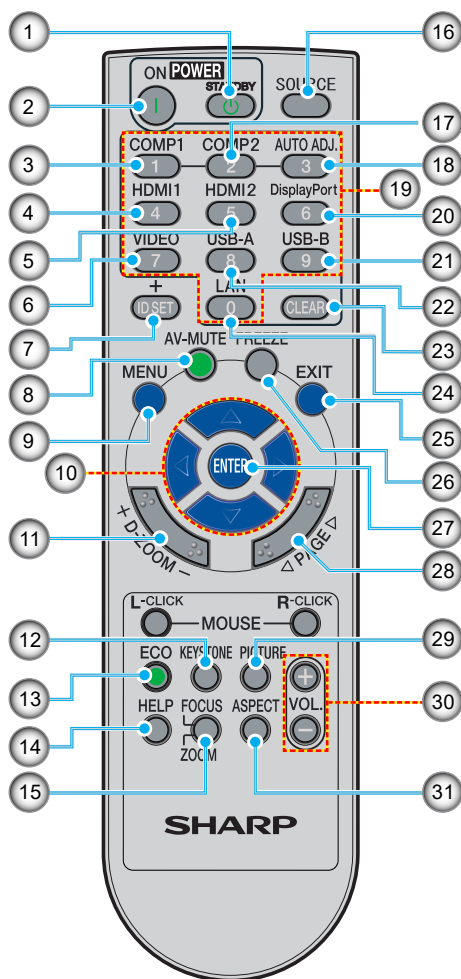 1
16
ON POWER
STANDBY
SOURCE
2
17
COMP1 COMP2 AUTO ADJ.
3
1 2 3
18
19
HDMI1 HDMI2 DisplayPort
4
4 5 6
20
5
VIDEO USB-A USB-B
21
6
7 8 9
22
+ LAN
7
ID SET 0 CLEAR
23
8
AV-MUTE FREEZE
24
MENU EXIT
9
25
10
ENTER
26
27
11
+ D-ZOOM −
◁ PAGE ▷
28
L-CLICK R-CLICK
MOUSE
12
ECO KEYSTONE PICTURE
29
13
+
HELP FOCUS ASPECT VOL.
30
14
−
ZOOM
15
31
SHARP